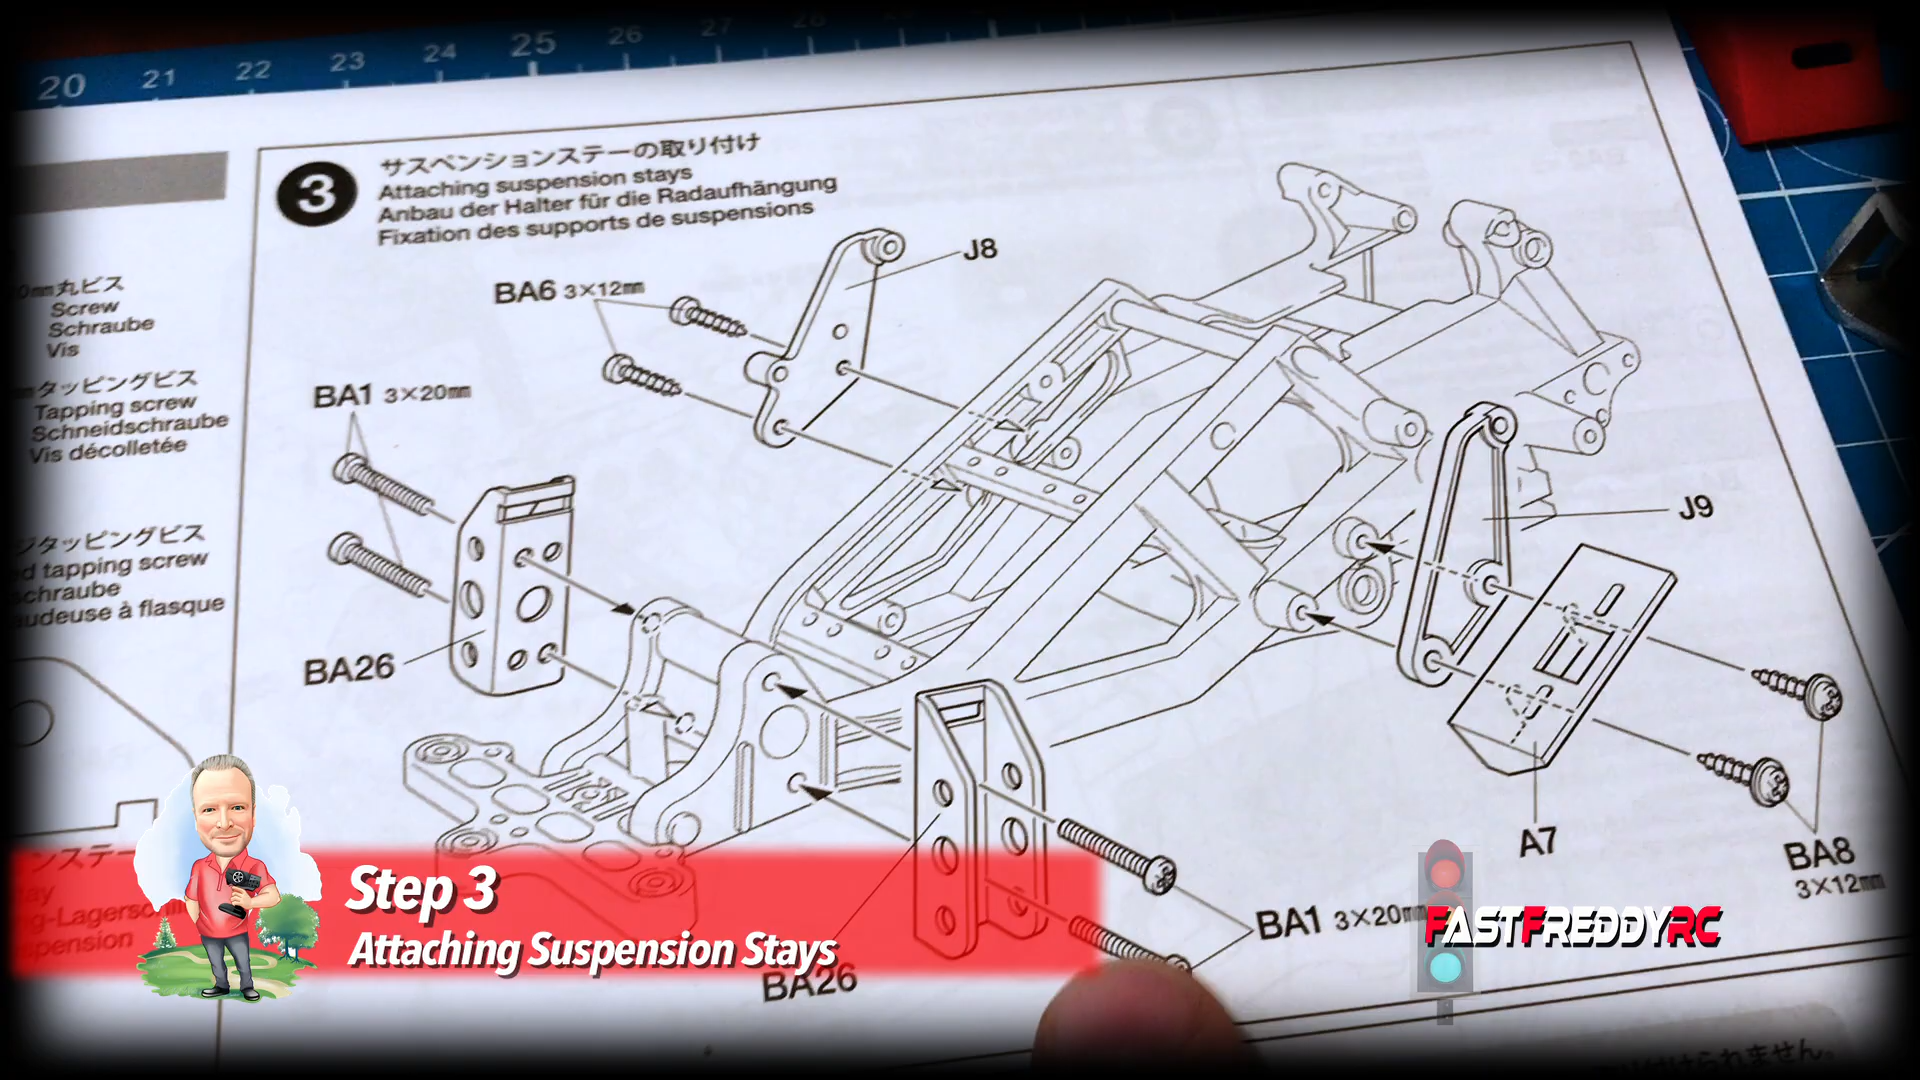 20 21 22 23 24 25 26 27 28
3
サスペンションステーの取り付け
Attaching suspension stays
Anbau der Halter für die Radaufhängung
Fixation des supports de suspensions
丸ビス
Screw
Schraube
Vis
タッピングビス
Tapping screw
Schneidschraube
Vis décolletée
タッピングビス
tapping screw
à flasque
BA6 3×12mm
J8
BA1 3×20mm
BA26
J9
A7
BA8
3×12mm
BA1 3×20mm
BA26
Step 3
Attaching Suspension Stays
FASTFREDDYRC